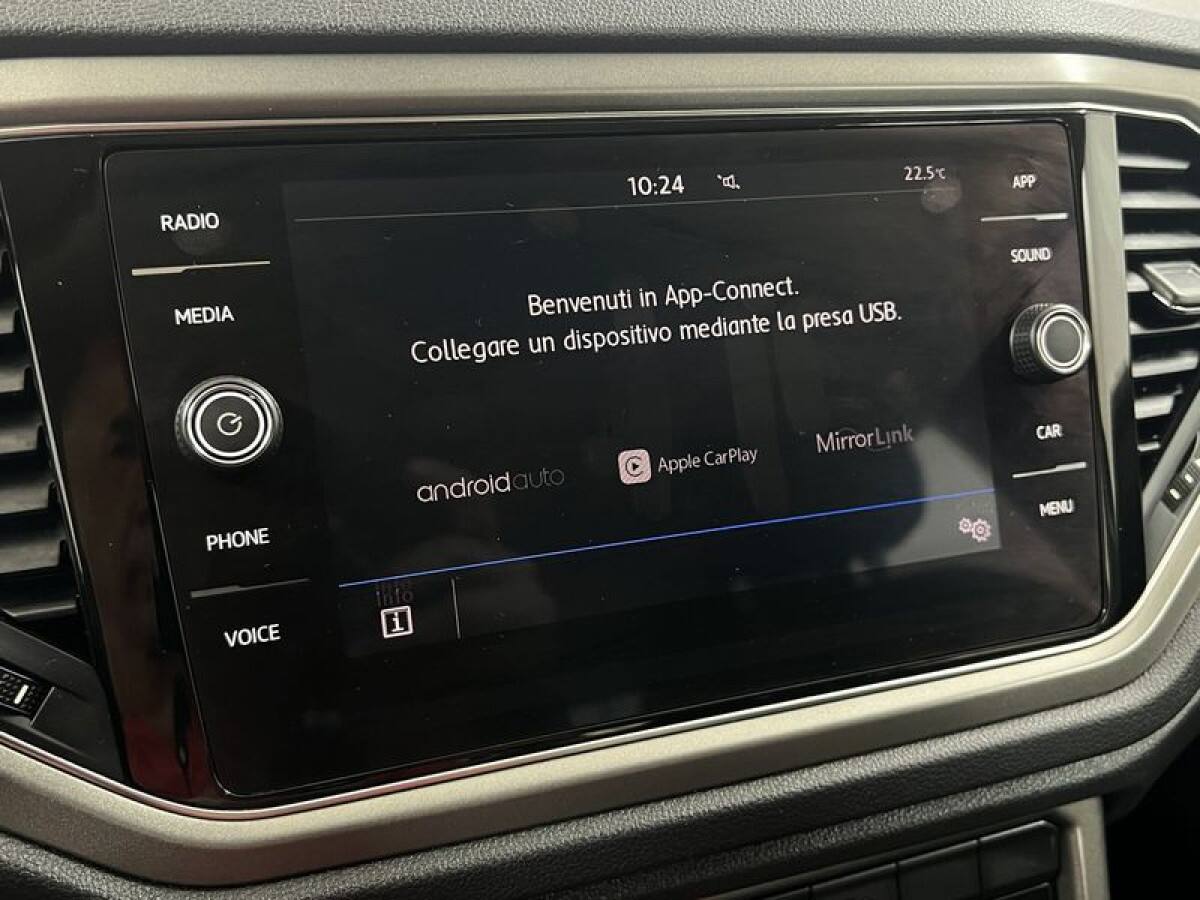 10:24
22.5°C
RADIO
MEDIA
PHONE
VOICE
Benvenuti in App-Connect.
Collegare un dispositivo mediante la presa USB.
androidauto
Apple CarPlay
MirrorLink
info
i
APP
SOUND
CAR
MENU